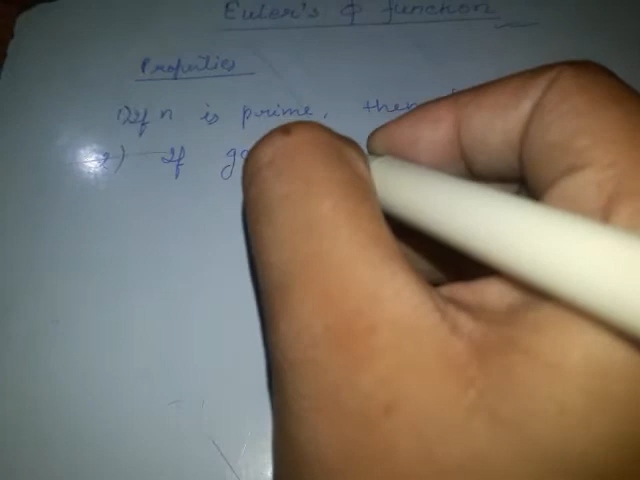 Euler's φ function
Properties
1) If n is prime, then
2) If